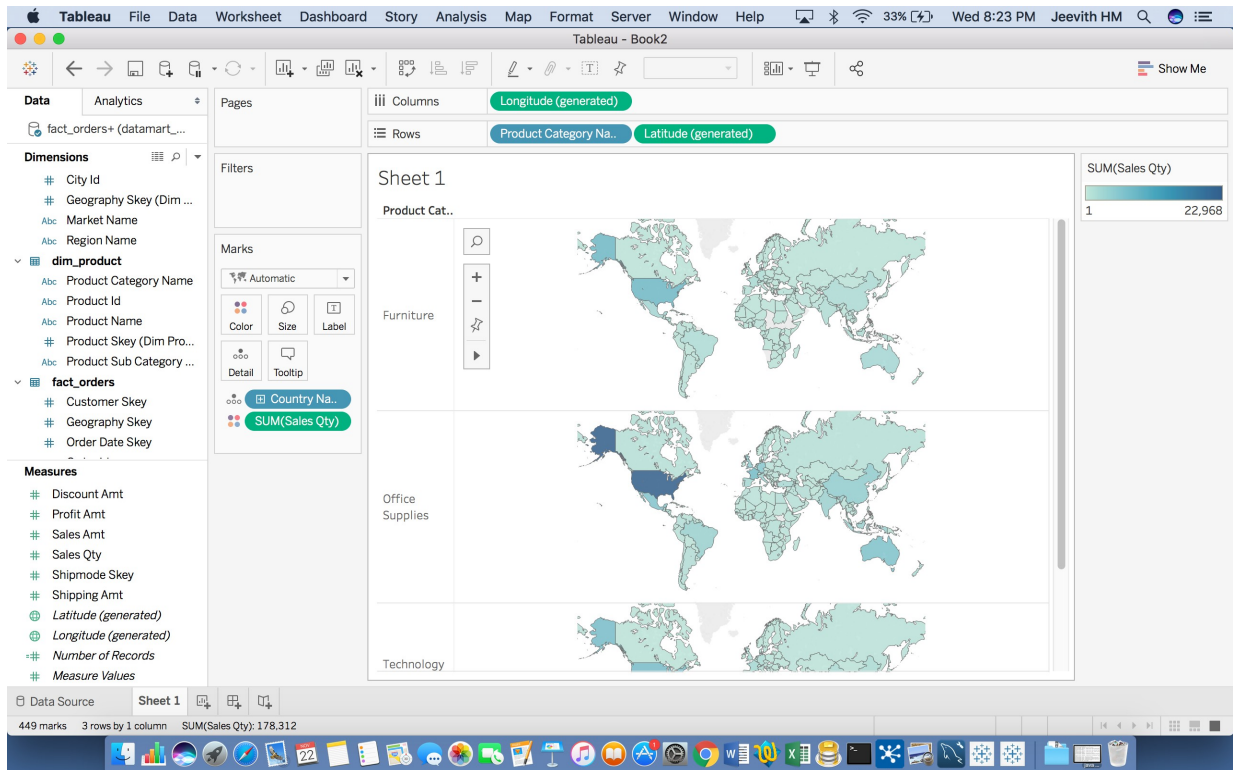 Tableau File Data Worksheet Dashboard Story Analysis Map Format Server Window Help 33% Wed 8:23 PM Jeevith HM
Tableau - Book2
Show Me
Data Analytics
fact_orders+ (datamart_...
Dimensions
# City Id
# Geography Skey (Dim ...
Abc Market Name
Abc Region Name
dim_product
Abc Product Category Name
Abc Product Id
Abc Product Name
# Product Skey (Dim Pro...
Abc Product Sub Category ...
fact_orders
# Customer Skey
# Geography Skey
# Order Date Skey
Measures
# Discount Amt
# Profit Amt
# Sales Amt
# Sales Qty
# Shipmode Skey
# Shipping Amt
Latitude (generated)
Longitude (generated)
=# Number of Records
# Measure Values
Pages
Filters
Marks
Automatic
Color Size Label
Detail Tooltip
Country Na..
SUM(Sales Qty)
Columns Longitude (generated)
Rows Product Category Na.. Latitude (generated)
Sheet 1
Product Cat..
Furniture
Office
Supplies
Technology
SUM(Sales Qty)
1 22,968
Data Source Sheet 1
449 marks 3 rows by 1 column SUM(Sales Qty): 178,312
22
1